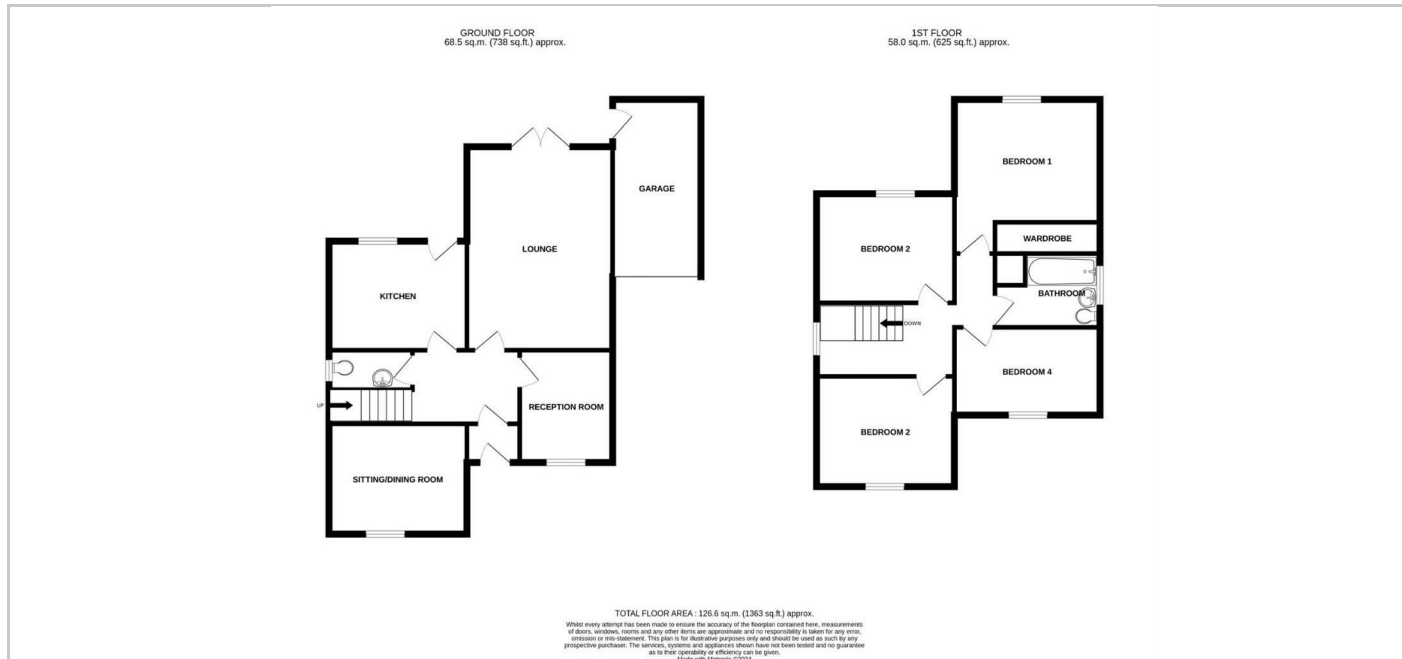 GROUND FLOOR
68.5 sq.m. (738 sq.ft.) approx.
1ST FLOOR
58.0 sq.m. (625 sq.ft.) approx.
GARAGE
LOUNGE
KITCHEN
UP
RECEPTION ROOM
SITTING/DINING ROOM
BEDROOM 1
WARDROBE
BEDROOM 2
BATHROOM
DOWN
BEDROOM 4
BEDROOM 2
TOTAL FLOOR AREA : 126.6 sq.m. (1363 sq.ft.) approx.
Whilst every attempt has been made to ensure the accuracy of the floorplan contained here, measurements
of doors, windows, rooms and any other items are approximate and no responsibility is taken for any error,
omission or mis-statement. This plan is for illustrative purposes only and should be used as such by any
prospective purchaser. The services, systems and appliances shown have not been tested and no guarantee
as to their operability or efficiency can be given.
Made with Metropix ©2024